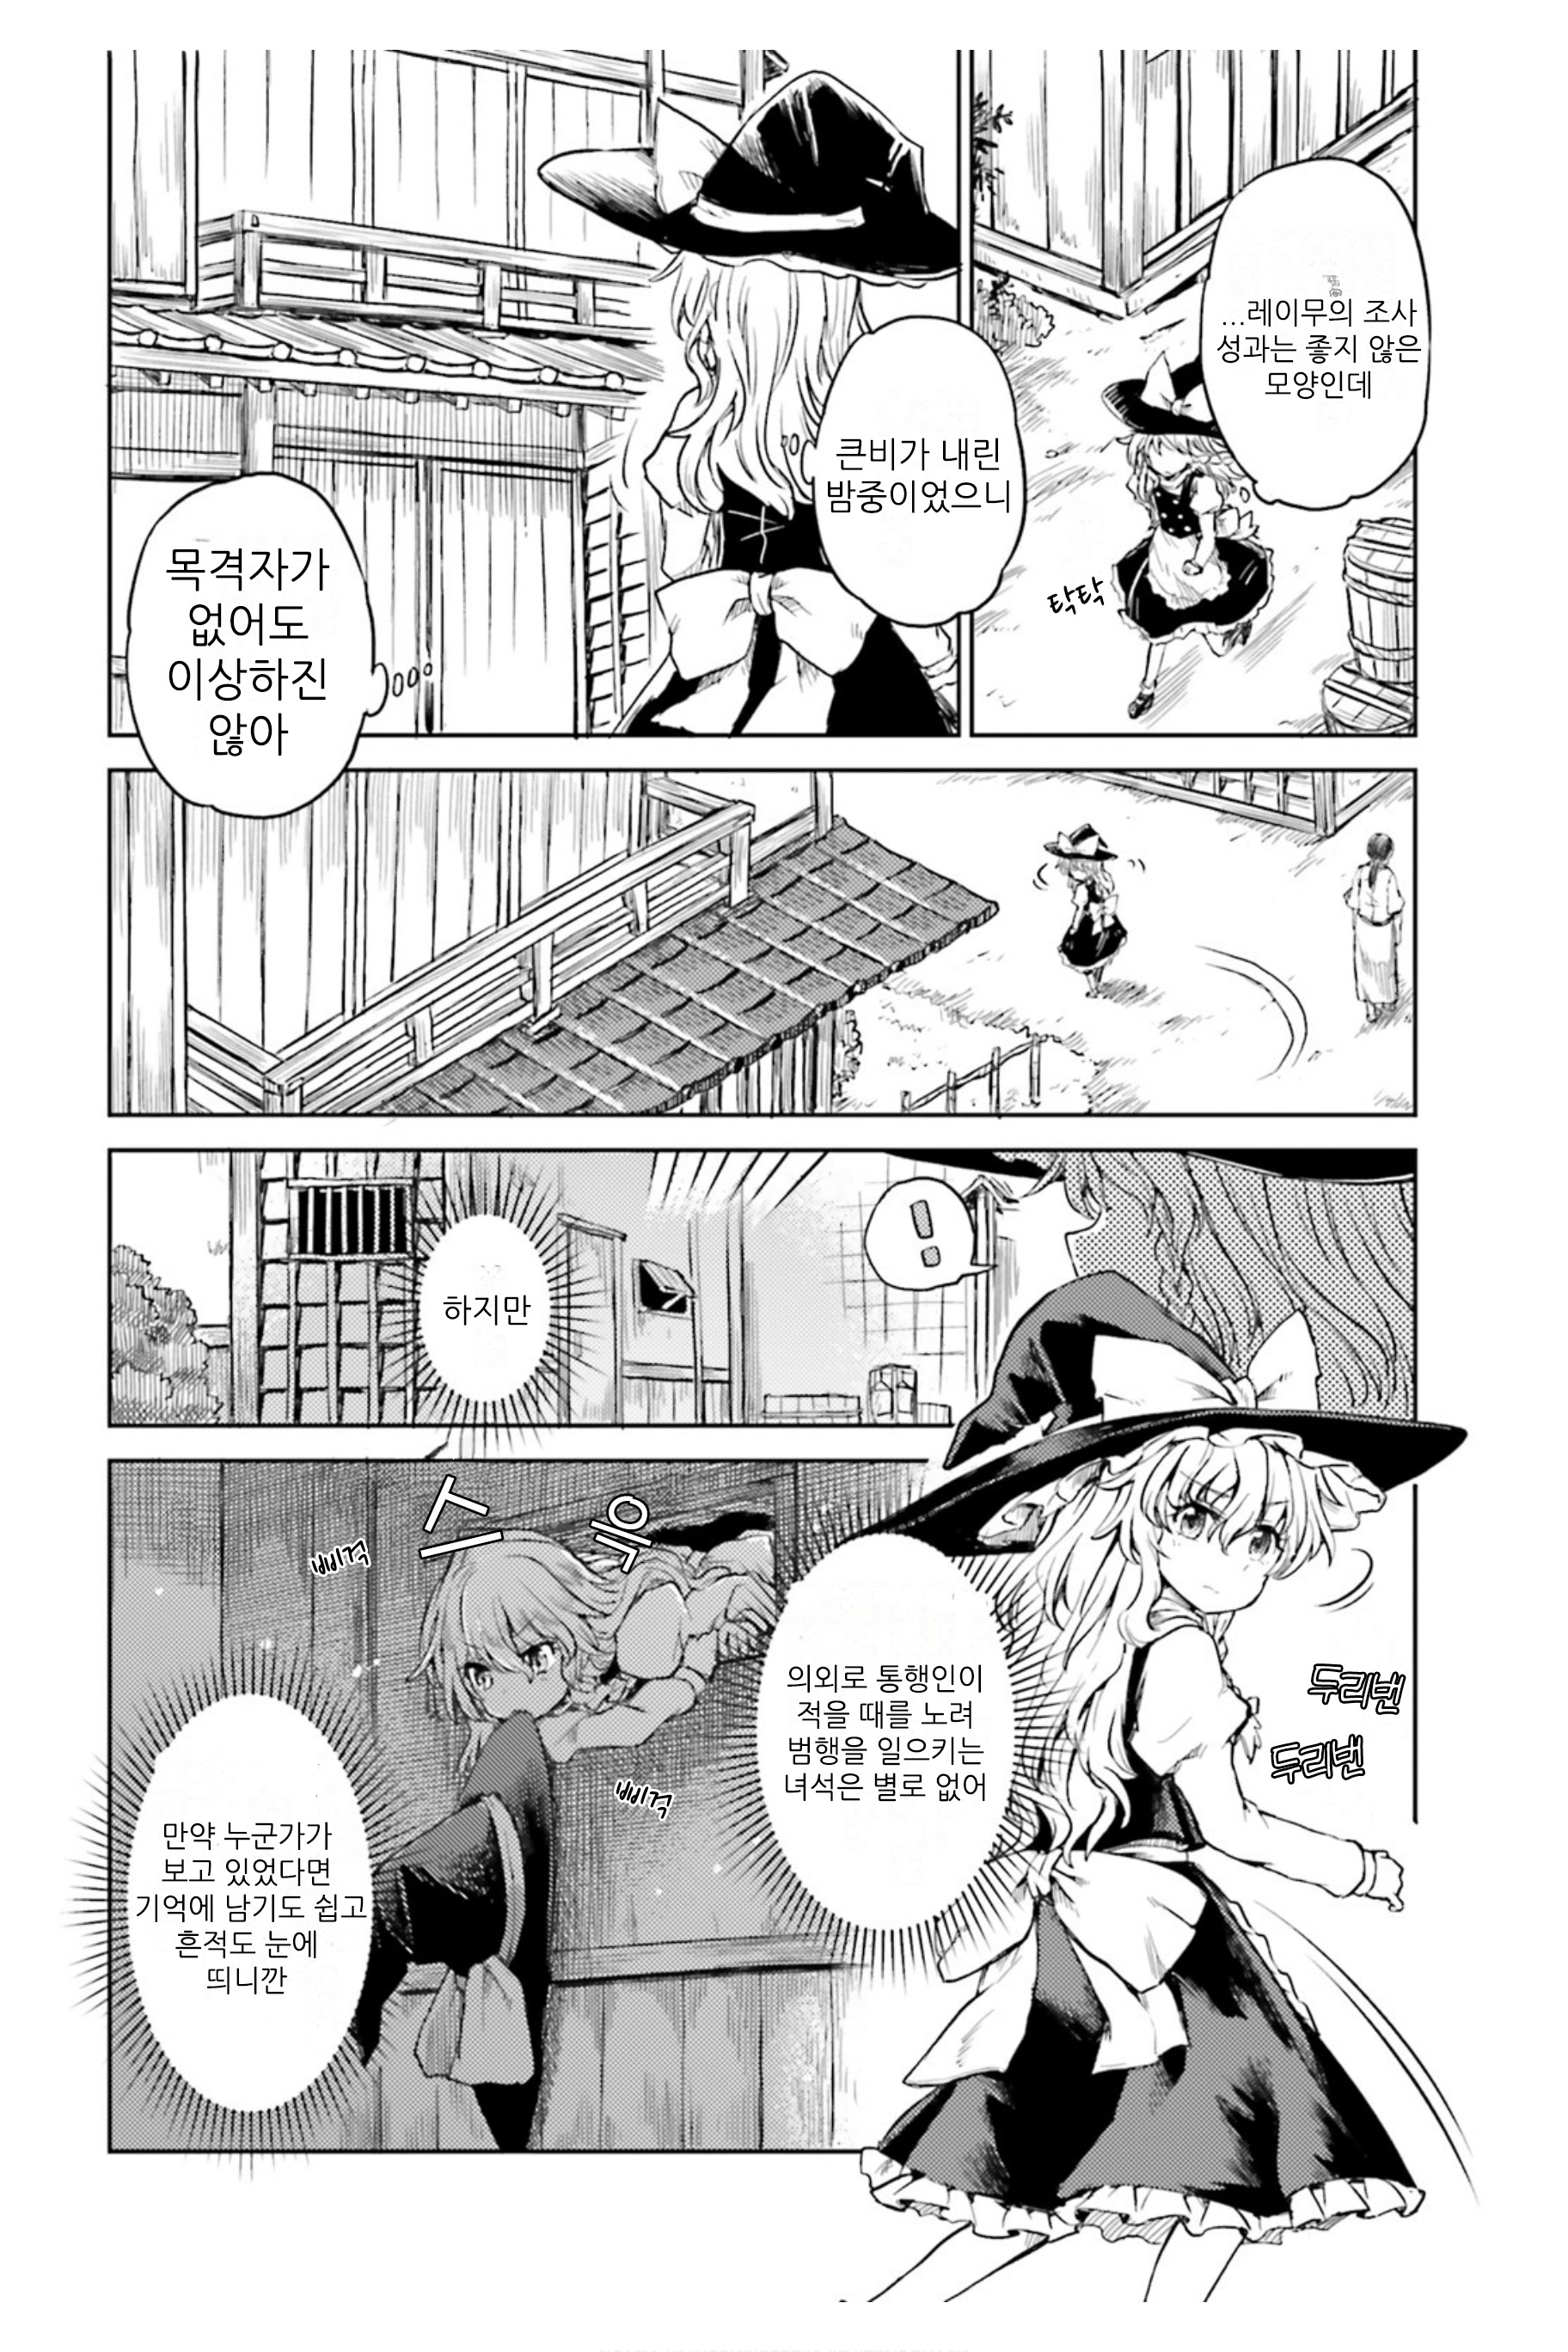 ...레이무의 조사
성과는 좋지 않은
모양인데
탁탁
큰비가 내린
밤중이었으니
목격자가
없어도
이상하진
않아
!
하지만
두리번
두리번
의외로 통행인이
적을 때를 노려
범행을 일으키는
녀석은 별로 없어
스윽
삐걱
삐걱
만약 누군가가
보고 있었다면
기억에 남기도 쉽고
흔적도 눈에
띄니깐